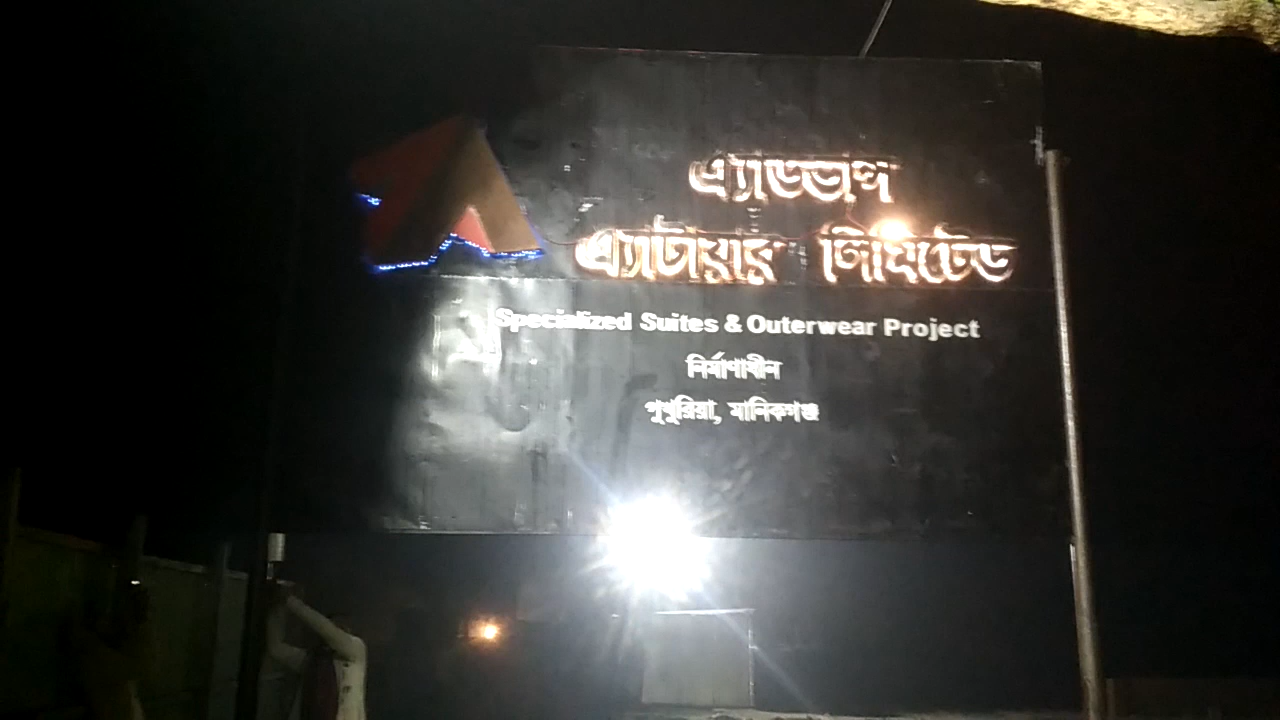 এ্যাডভান্স
এ্যাটায়ার লিমিটেড
Specialized Suites & Outerwear Project
নির্মাণাধীন
পুখুরিয়া, মানিকগঞ্জ